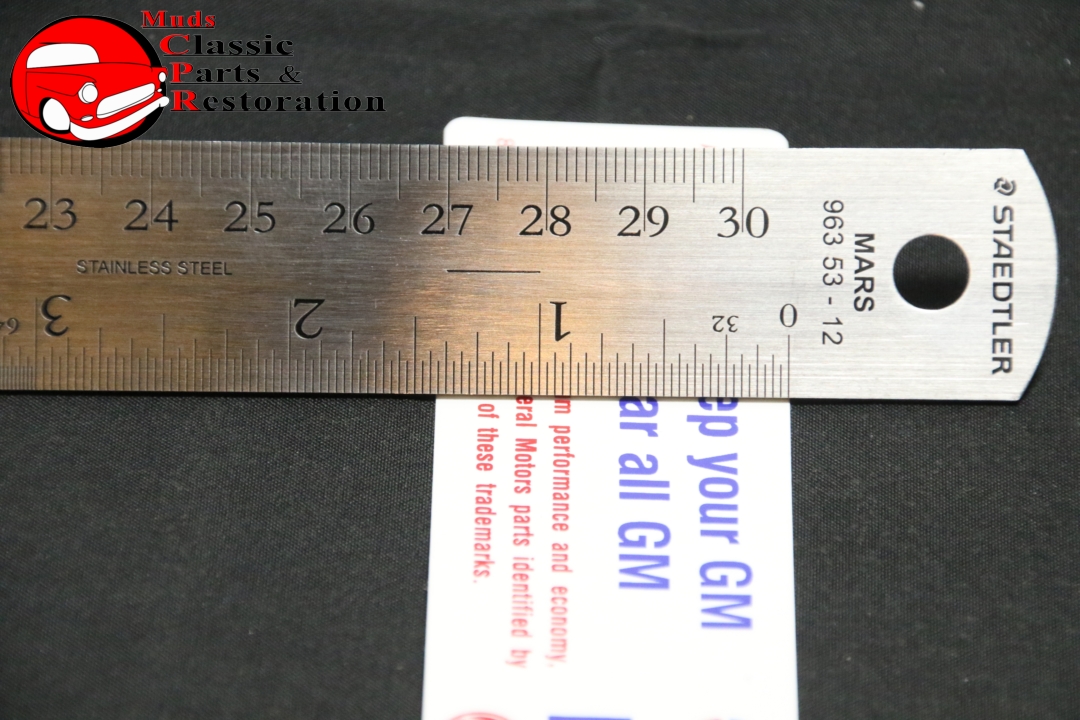 Muds
Classic
Parts &
Restoration
23 24 25 26 27 28 29 30
STAINLESS STEEL
3 2 1 0
64 32
963 53 - 12
MARS
STAEDTLER
ep your GM
ar all GM
m performance and economy,
eral Motors parts identified by
of these trademarks.